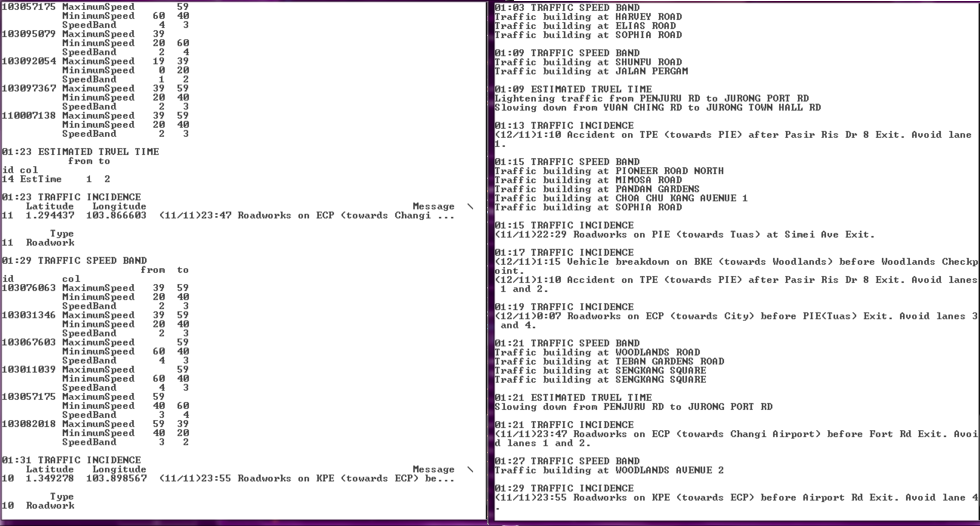 103057175 MaximumSpeed 59
MinimumSpeed 60 40
SpeedBand 4 3
103095079 MaximumSpeed 39
MinimumSpeed 20 60
SpeedBand 2 4
103092054 MaximumSpeed 19 39
MinimumSpeed 0 20
SpeedBand 1 2
103097367 MaximumSpeed 39 59
MinimumSpeed 20 40
SpeedBand 2 3
110007138 MaximumSpeed 39 59
MinimumSpeed 20 40
SpeedBand 2 3
01:23 ESTIMATED TRVEL TIME
from to
id col
14 EstTime 1 2
01:23 TRAFFIC INCIDENCE
Latitude Longitude Message \
11 1.294437 103.866603 (11/11)23:47 Roadworks on ECP (towards Changi ...
Type
11 Roadwork
01:29 TRAFFIC SPEED BAND
from to
id col
103076063 MaximumSpeed 39 59
MinimumSpeed 20 40
SpeedBand 2 3
103031346 MaximumSpeed 39 59
MinimumSpeed 20 40
SpeedBand 2 3
103067603 MaximumSpeed 59
MinimumSpeed 60 40
SpeedBand 4 3
103011039 MaximumSpeed 59
MinimumSpeed 60 40
SpeedBand 4 3
103057175 MaximumSpeed 59
MinimumSpeed 40 60
SpeedBand 3 4
103082018 MaximumSpeed 59 39
MinimumSpeed 40 20
SpeedBand 3 2
01:31 TRAFFIC INCIDENCE
Latitude Longitude Message \
10 1.349278 103.898567 (11/11)23:55 Roadworks on KPE (towards ECP) be...
Type
10 Roadwork
01:03 TRAFFIC SPEED BAND
Traffic building at HARVEY ROAD
Traffic building at ELIAS ROAD
Traffic building at SOPHIA ROAD
01:09 TRAFFIC SPEED BAND
Traffic building at SHUNFU ROAD
Traffic building at JALAN PERGAM
01:09 ESTIMATED TRVEL TIME
Lightening traffic from PENJURU RD to JURONG PORT RD
Slowing down from YUAN CHING RD to JURONG TOWN HALL RD
01:13 TRAFFIC INCIDENCE
(12/11)1:10 Accident on TPE (towards PIE) after Pasir Ris Dr 8 Exit. Avoid lane
1.
01:15 TRAFFIC SPEED BAND
Traffic building at PIONEER ROAD NORTH
Traffic building at MIMOSA ROAD
Traffic building at PANDAN GARDENS
Traffic building at CHOA CHU KANG AVENUE 1
Traffic building at SOPHIA ROAD
01:15 TRAFFIC INCIDENCE
(11/11)22:29 Roadworks on PIE (towards Tuas) at Simei Ave Exit.
01:17 TRAFFIC INCIDENCE
(12/11)1:15 Vehicle breakdown on BKE (towards Woodlands) before Woodlands Checkp
oint.
(12/11)1:10 Accident on TPE (towards PIE) after Pasir Ris Dr 8 Exit. Avoid lanes
1 and 2.
01:19 TRAFFIC INCIDENCE
(12/11)0:07 Roadworks on ECP (towards City) before PIE(Tuas) Exit. Avoid lanes 3
and 4.
01:21 TRAFFIC SPEED BAND
Traffic building at WOODLANDS ROAD
Traffic building at TEBAN GARDENS ROAD
Traffic building at SENGKANG SQUARE
Traffic building at SENGKANG SQUARE
01:21 ESTIMATED TRVEL TIME
Slowing down from PENJURU RD to JURONG PORT RD
01:21 TRAFFIC INCIDENCE
(11/11)23:47 Roadworks on ECP (towards Changi Airport) before Fort Rd Exit. Avoi
d lanes 1 and 2.
01:27 TRAFFIC SPEED BAND
Traffic building at WOODLANDS AVENUE 2
01:29 TRAFFIC INCIDENCE
(11/11)23:55 Roadworks on KPE (towards ECP) before Airport Rd Exit. Avoid lane 4
.